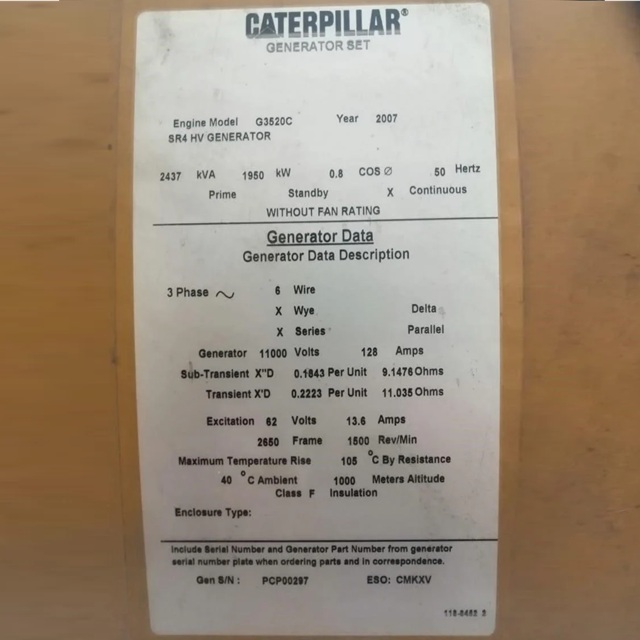 CATERPILLAR®
GENERATOR SET
Engine Model G3520C Year 2007
SR4 HV GENERATOR
2437 kVA 1950 kW 0.8 COS Ø 50 Hertz
Prime Standby X Continuous
WITHOUT FAN RATING
Generator Data
Generator Data Description
3 Phase ~ 6 Wire
X Wye Delta
X Series Parallel
Generator 11000 Volts 128 Amps
Sub-Transient X"D 0.1843 Per Unit 9.1476 Ohms
Transient X'D 0.2223 Per Unit 11.035 Ohms
Excitation 62 Volts 13.6 Amps
2650 Frame 1500 Rev/Min
Maximum Temperature Rise 105 °C By Resistance
40 °C Ambient 1000 Meters Altitude
Class F Insulation
Enclosure Type:
Include Serial Number and Generator Part Number from generator
serial number plate when ordering parts and in correspondence.
Gen S/N : PCP00297 ESO: CMKXV